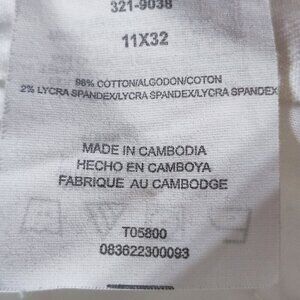 321-9038
11X32
98% COTTON/ALGODON/COTON
2% LYCRA SPANDEX/LYCRA SPANDEX/LYCRA SPANDEX
MADE IN CAMBODIA
HECHO EN CAMBOYA
FABRIQUE AU CAMBODGE
T05800
083622300093